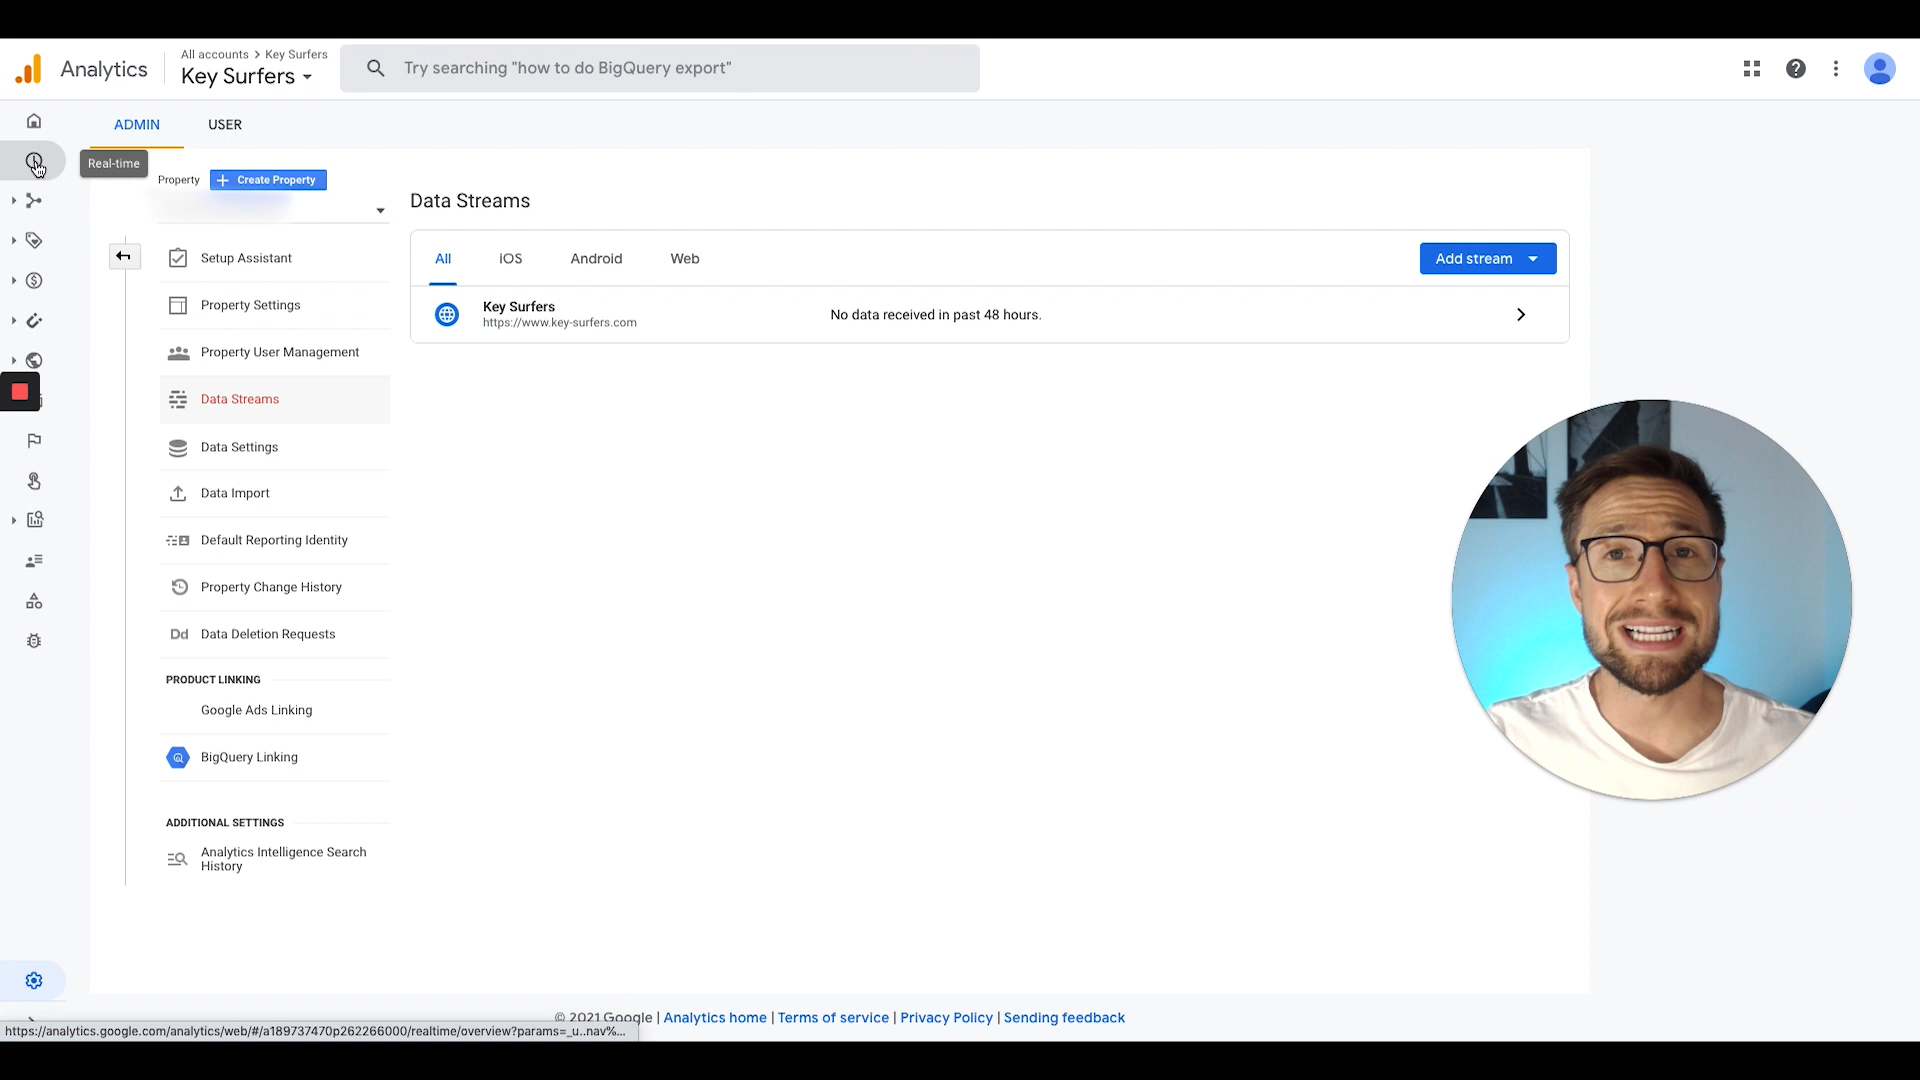 Analytics
All accounts > Key Surfers
Key Surfers
Try searching "how to do BigQuery export"
ADMIN
USER
Real-time
Property
+ Create Property
Data Streams
Setup Assistant
Property Settings
Property User Management
Data Streams
Data Settings
Data Import
Default Reporting Identity
Property Change History
Dd Data Deletion Requests
PRODUCT LINKING
Google Ads Linking
BigQuery Linking
ADDITIONAL SETTINGS
Analytics Intelligence Search
History
All
iOS
Android
Web
Add stream
Key Surfers
https://www.key-surfers.com
No data received in past 48 hours.
© 2021 Google | Analytics home | Terms of service | Privacy Policy | Sending feedback
https://analytics.google.com/analytics/web/#/a189737470p262266000/realtime/overview?params=_u..nav%...